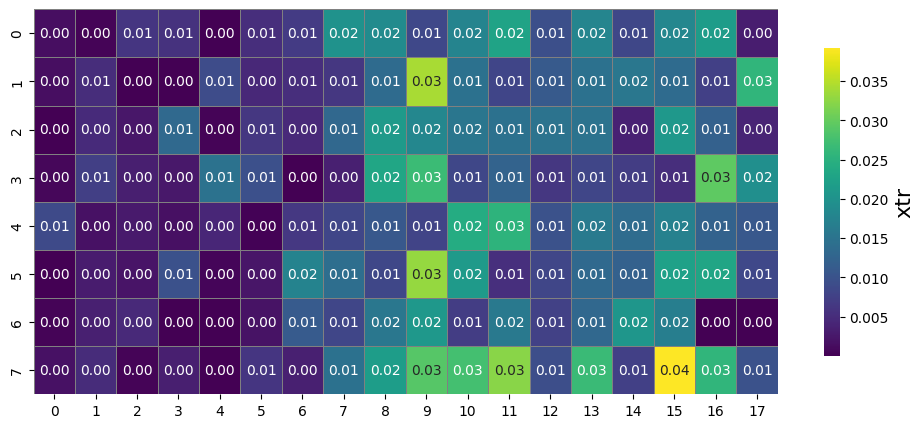 0 0.00 0.00 0.01 0.01 0.00 0.01 0.01 0.02 0.02 0.01 0.02 0.02 0.01 0.02 0.01 0.02 0.02 0.00
1 0.00 0.01 0.00 0.00 0.01 0.00 0.01 0.01 0.01 0.03 0.01 0.01 0.01 0.01 0.02 0.01 0.01 0.03
2 0.00 0.00 0.00 0.01 0.00 0.01 0.00 0.01 0.02 0.02 0.02 0.01 0.01 0.01 0.00 0.02 0.01 0.00
3 0.00 0.01 0.00 0.00 0.01 0.01 0.00 0.00 0.02 0.03 0.01 0.01 0.01 0.01 0.01 0.01 0.03 0.02
4 0.01 0.00 0.00 0.00 0.00 0.00 0.01 0.01 0.01 0.01 0.02 0.03 0.01 0.02 0.01 0.02 0.01 0.01
5 0.00 0.00 0.00 0.01 0.00 0.00 0.02 0.01 0.01 0.03 0.02 0.01 0.01 0.01 0.01 0.02 0.02 0.01
6 0.00 0.00 0.00 0.00 0.00 0.00 0.01 0.01 0.02 0.02 0.01 0.02 0.01 0.01 0.02 0.02 0.00 0.00
7 0.00 0.00 0.00 0.00 0.00 0.01 0.00 0.01 0.02 0.03 0.03 0.03 0.01 0.03 0.01 0.04 0.03 0.01
0 1 2 3 4 5 6 7 8 9 10 11 12 13 14 15 16 17
0.035
0.030
0.025
0.020
0.015
0.010
0.005
xtr